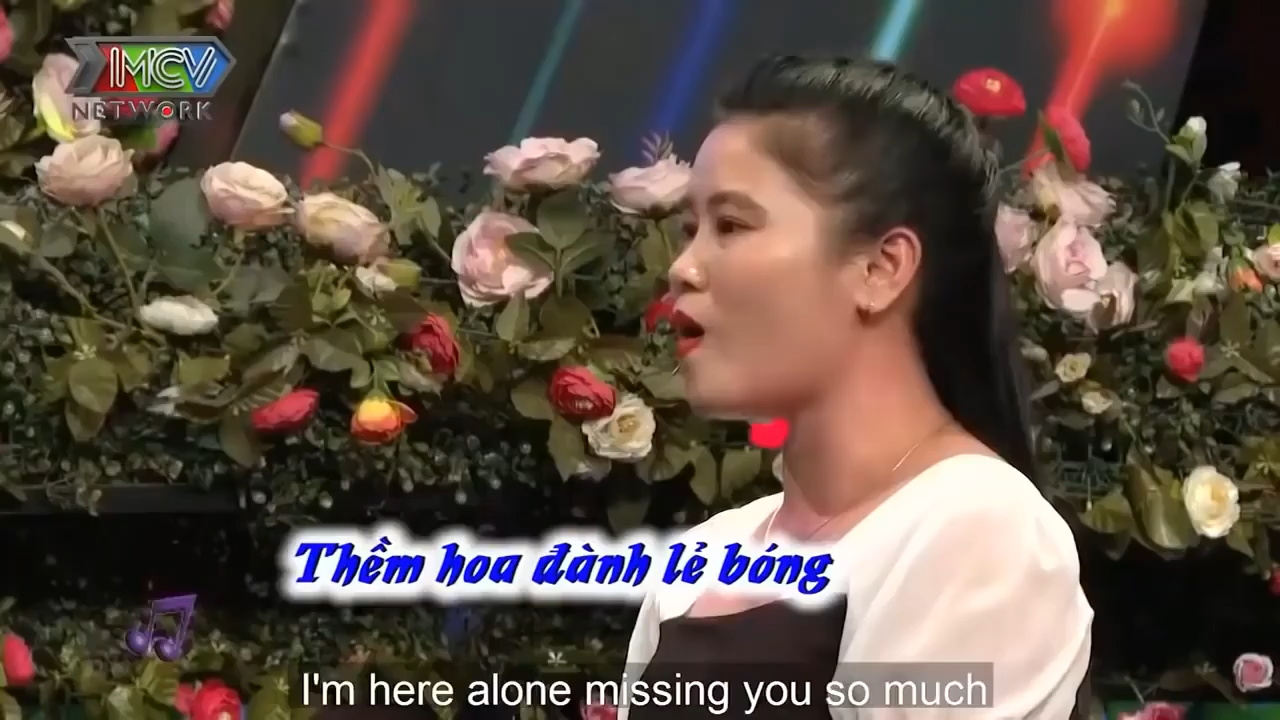 MCV
NETWORK
Thềm hoa đành lẻ bóng
I'm here alone missing you so much